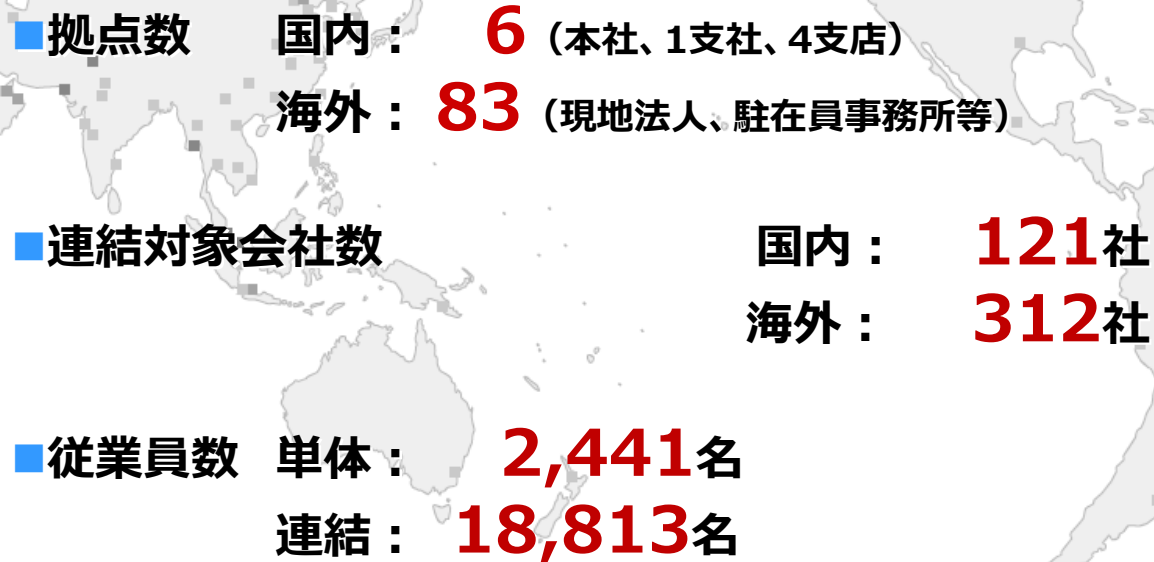 ■拠点数 国内： 6（本社、1支社、4支店）
海外： 83（現地法人、駐在員事務所等）
■連結対象会社数 国内： 121社
海外： 312社
■従業員数 単体： 2,441名
連結： 18,813名